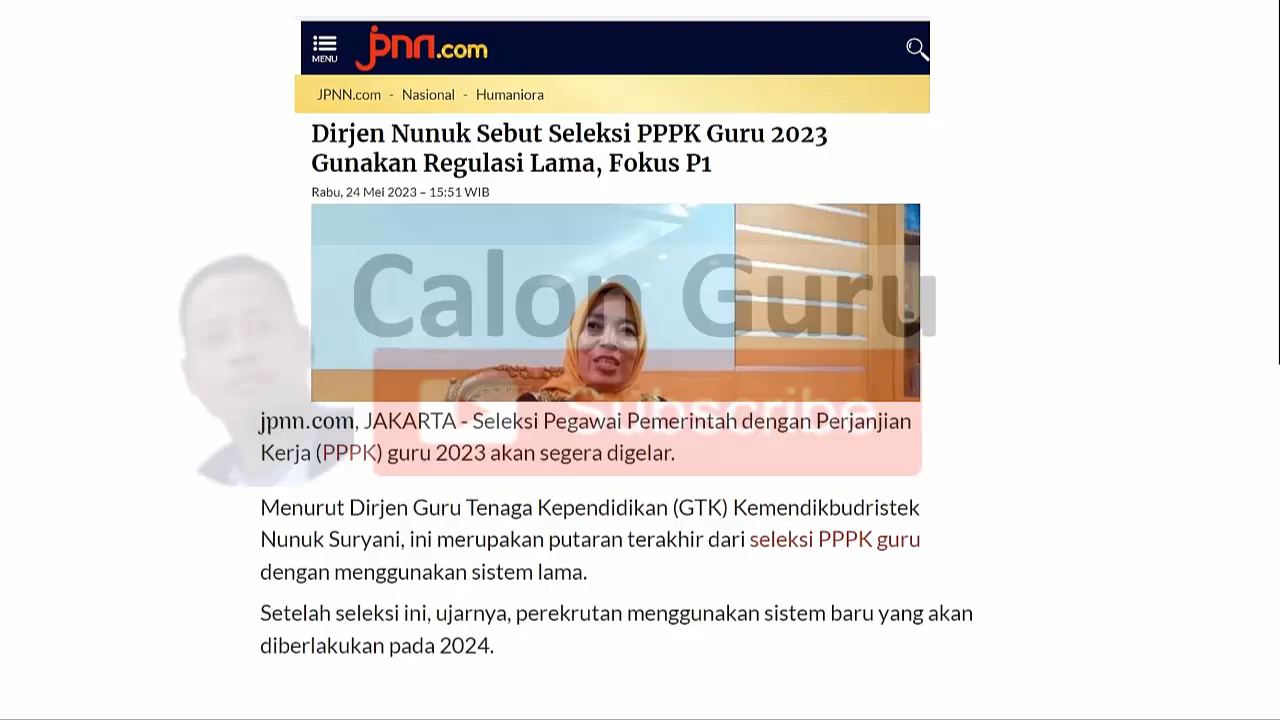 MENU
jpnn.com
JPNN.com - Nasional - Humaniora
Dirjen Nunuk Sebut Seleksi PPPK Guru 2023
Gunakan Regulasi Lama, Fokus P1
Rabu, 24 Mei 2023 – 15:51 WIB
Calon Guru
Subscribe
jpnn.com, JAKARTA - Seleksi Pegawai Pemerintah dengan Perjanjian
Kerja (PPPK) guru 2023 akan segera digelar.
Menurut Dirjen Guru Tenaga Kependidikan (GTK) Kemendikbudristek
Nunuk Suryani, ini merupakan putaran terakhir dari seleksi PPPK guru
dengan menggunakan sistem lama.
Setelah seleksi ini, ujarnya, perekrutan menggunakan sistem baru yang akan
diberlakukan pada 2024.